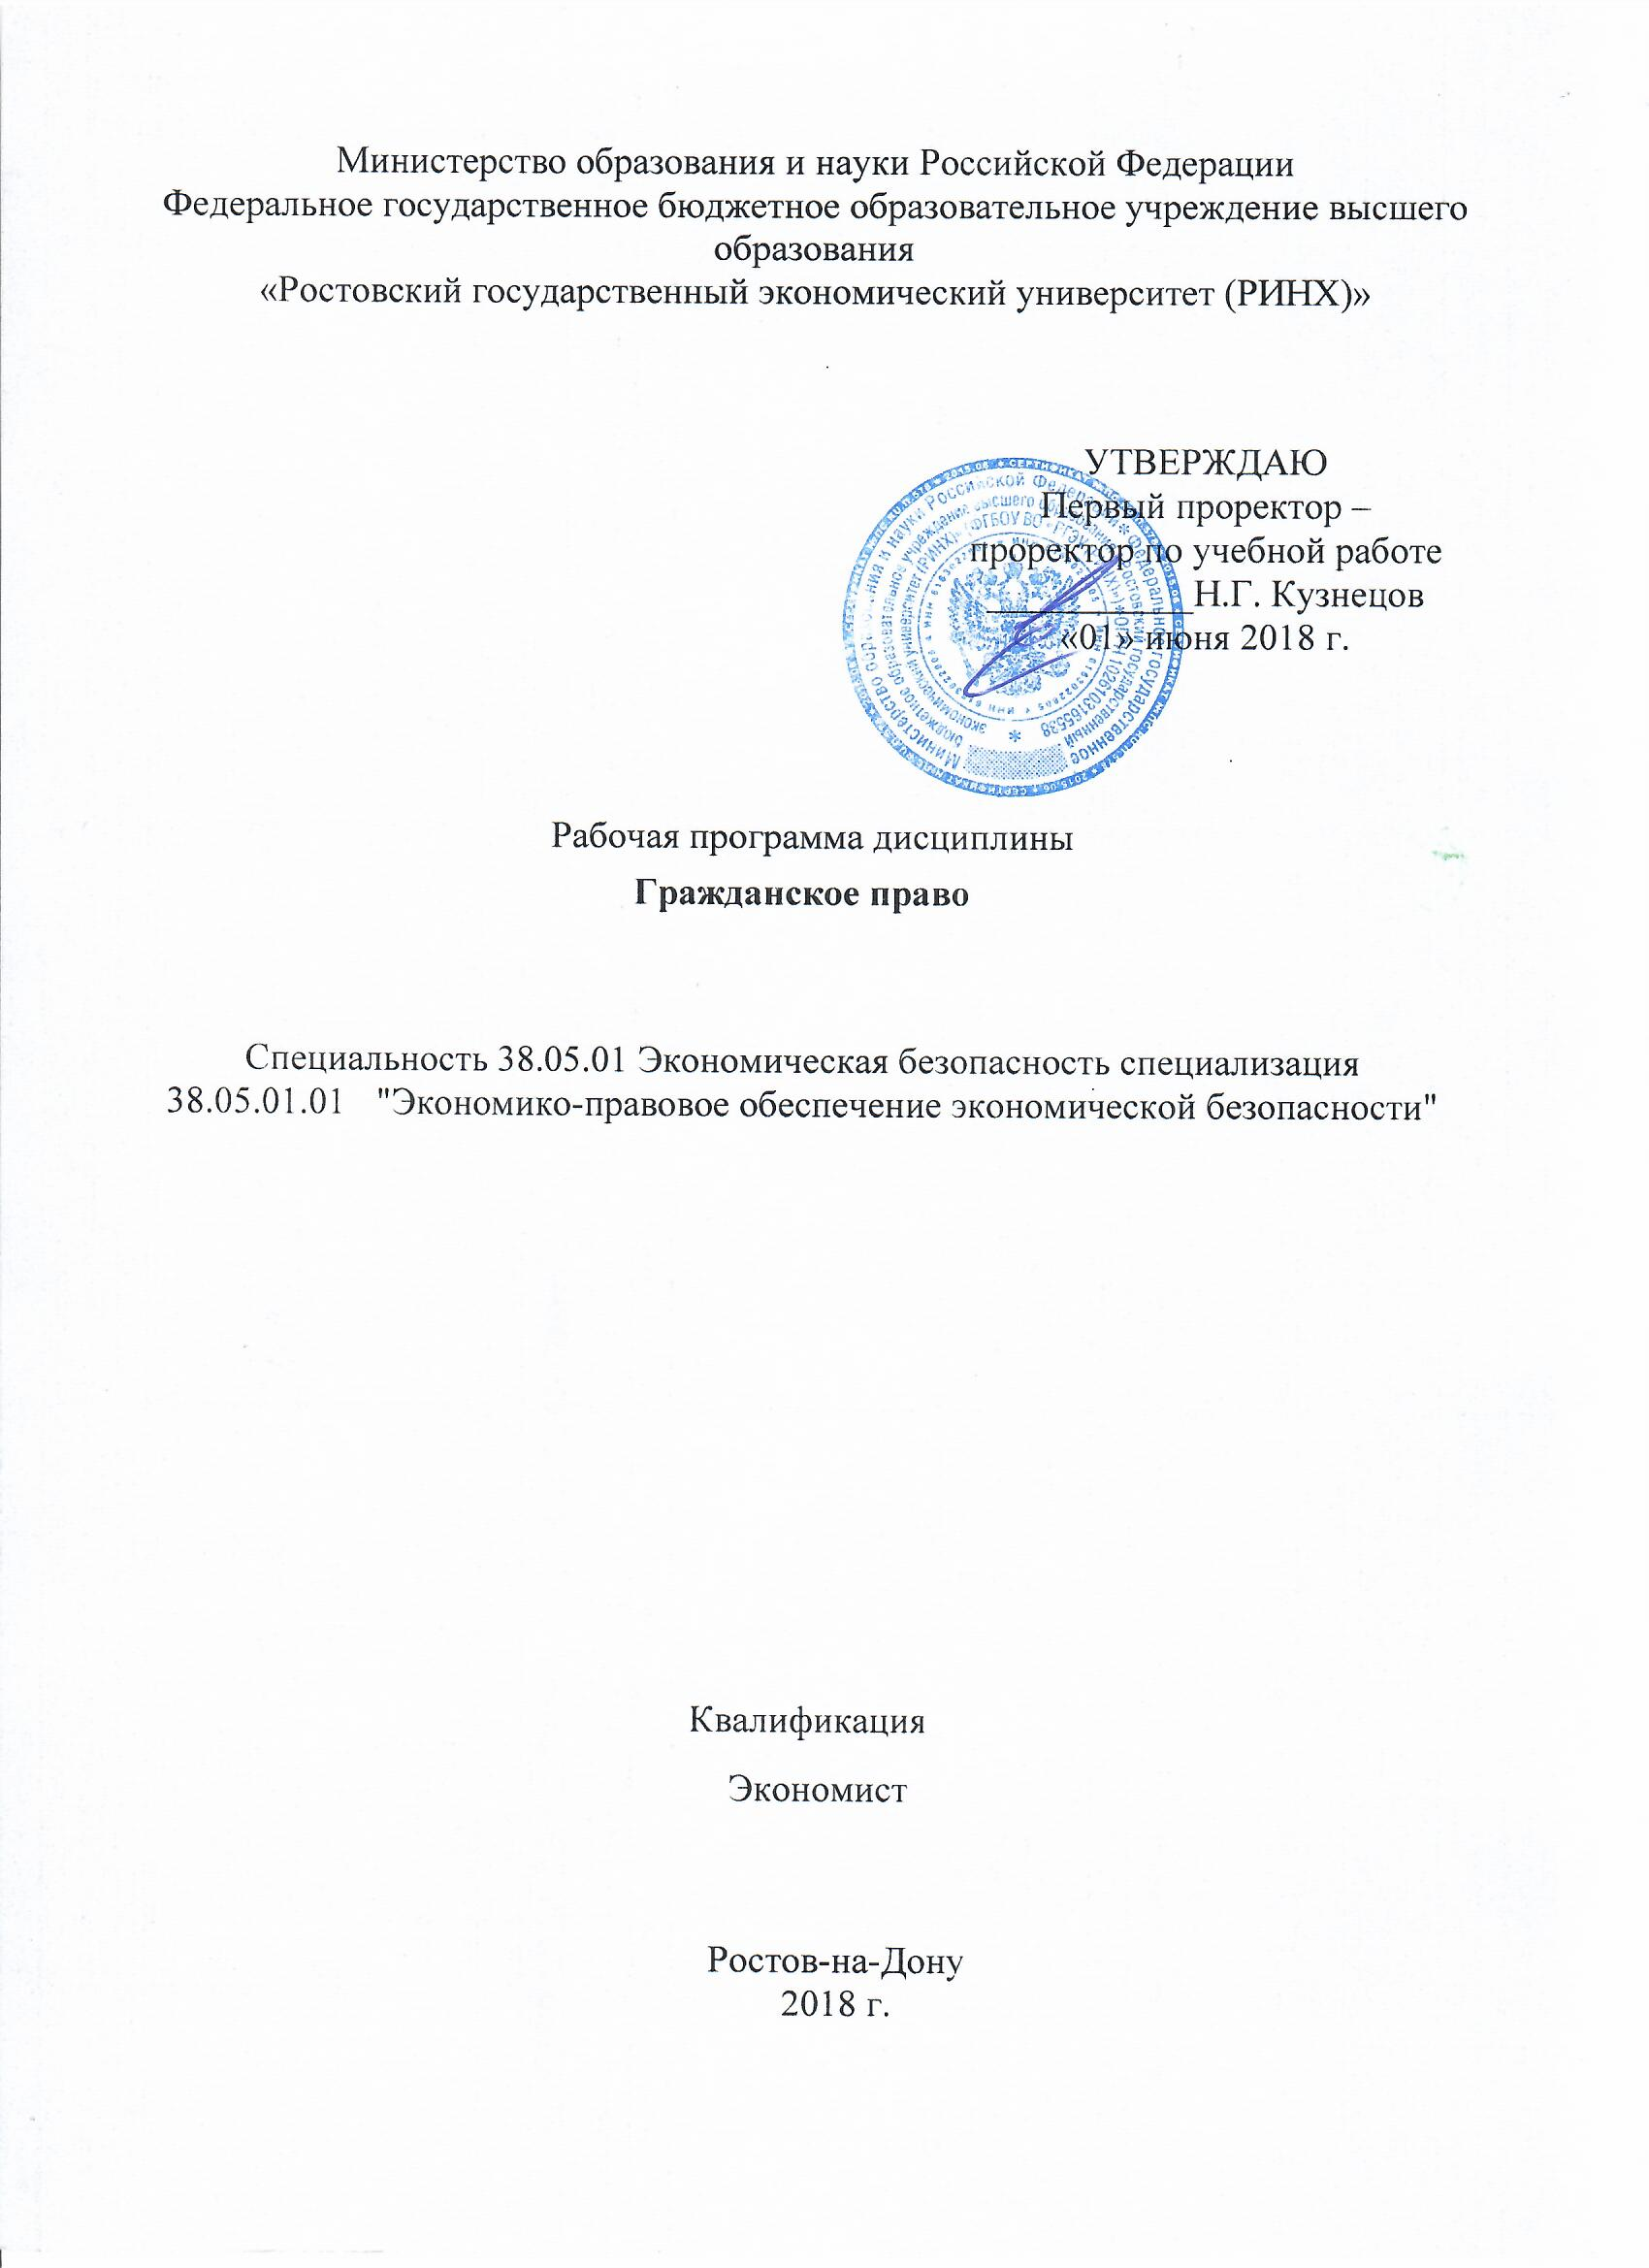 Министерство образования и науки Российской Федерации
Федеральное государственное бюджетное образовательное учреждение высшего
образования
«Ростовский государственный экономический университет (РИНХ)»
УТВЕРЖДАЮ
Первый проректор –
проректор по учебной работе
___________Н.Г. Кузнецов
«01» июня 2018 г.
Рабочая программа дисциплины
Гражданское право
Специальность 38.05.01 Экономическая безопасность специализация
38.05.01.01 "Экономико-правовое обеспечение экономической безопасности"
Квалификация
Экономист
Ростов-на-Дону
2018 г.